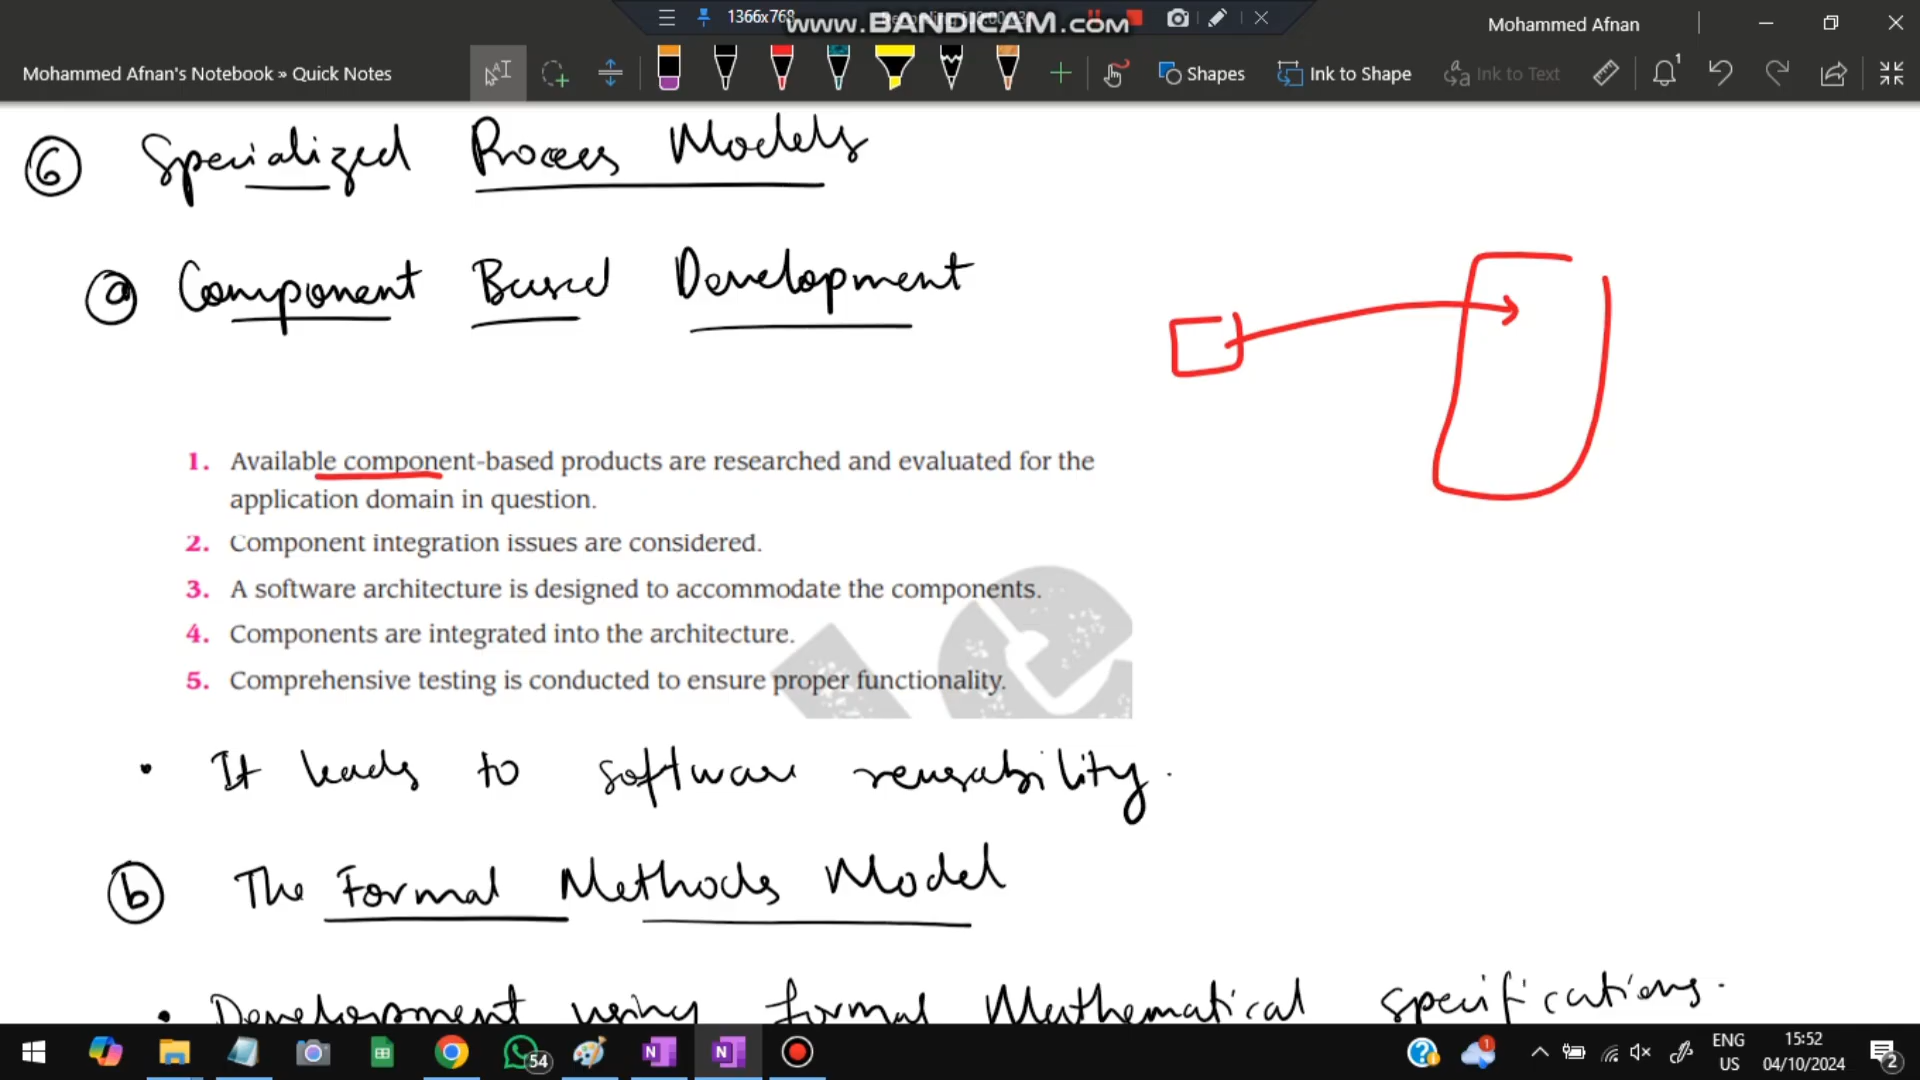 1366x768
www.BANDICAM.com
Mohammed Afnan
Mohammed Afnan's Notebook » Quick Notes
Shapes
Ink to Shape
Ink to Text
1
6 Specialized Process Models
a Component Based Development
1. Available component-based products are researched and evaluated for the
application domain in question.
2. Component integration issues are considered.
3. A software architecture is designed to accommodate the components.
4. Components are integrated into the architecture.
5. Comprehensive testing is conducted to ensure proper functionality.
• It leads to software reusability.
b The Formal Methods Model
• Development using formal Mathematical specifications.
54
N
N
1
ENG
US
15:52
04/10/2024
2